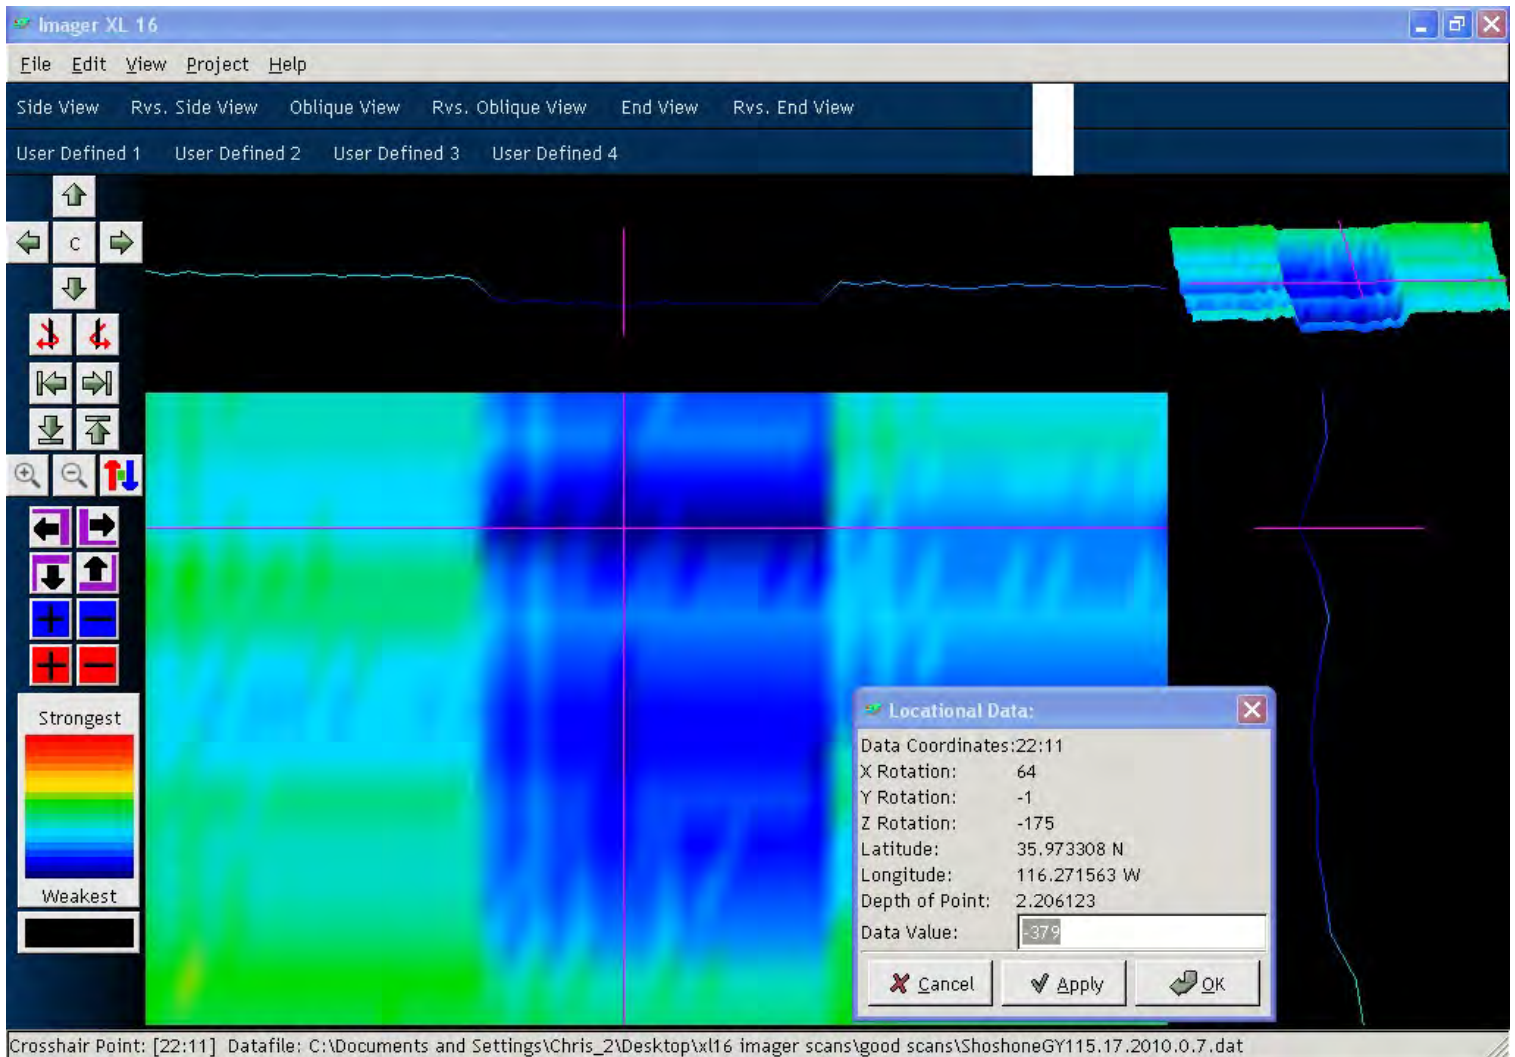 Imager XL 16
File Edit View Project Help
Side View Rvs. Side View Oblique View Rvs. Oblique View End View Rvs. End View
User Defined 1 User Defined 2 User Defined 3 User Defined 4
C
Strongest
Weakest
Locational Data:
Data Coordinates:22:11
X Rotation: 64
Y Rotation: -1
Z Rotation: -175
Latitude: 35.973308 N
Longitude: 116.271563 W
Depth of Point: 2.206123
Data Value: -379
Cancel Apply OK
Crosshair Point: [22:11] Datafile: C:\Documents and Settings\Chris_2\Desktop\xl16 imager scans\good scans\ShoshoneGY115.17.2010.0.7.dat